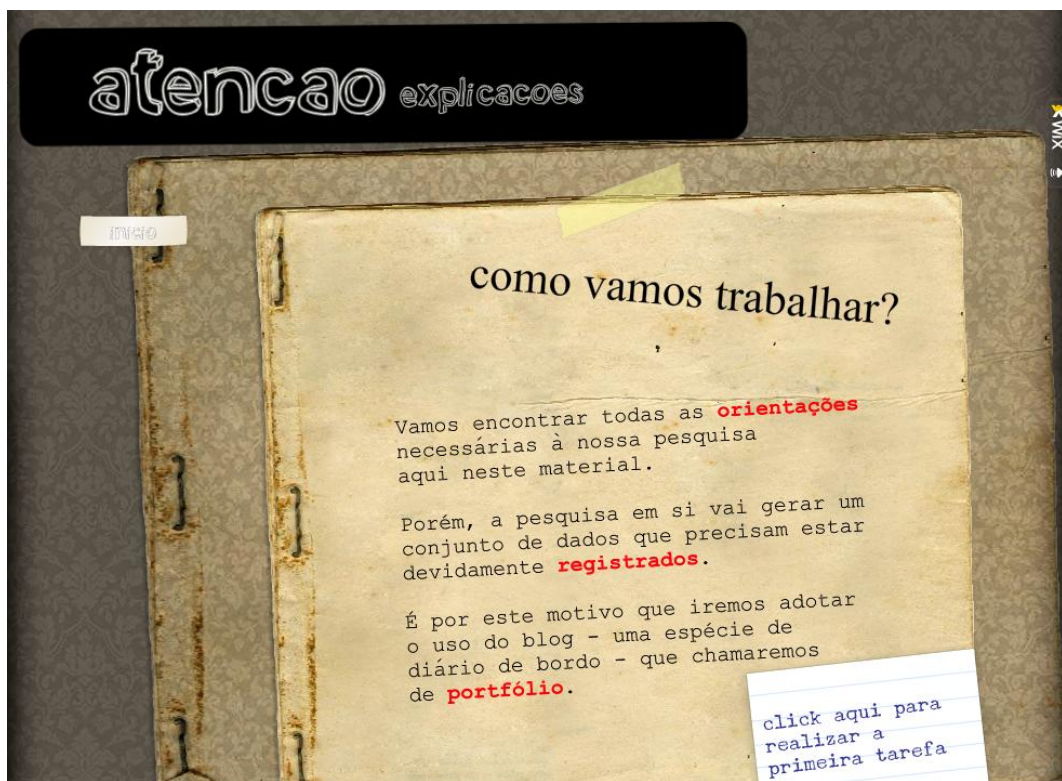 atencao explicacoes
WiX
inicio
como vamos trabalhar?
Vamos encontrar todas as orientações
necessárias à nossa pesquisa
aqui neste material.
Porém, a pesquisa em si vai gerar um
conjunto de dados que precisam estar
devidamente registrados.
É por este motivo que iremos adotar
o uso do blog - uma espécie de
diário de bordo - que chamaremos
de portfólio.
click aqui para
realizar a
primeira tarefa